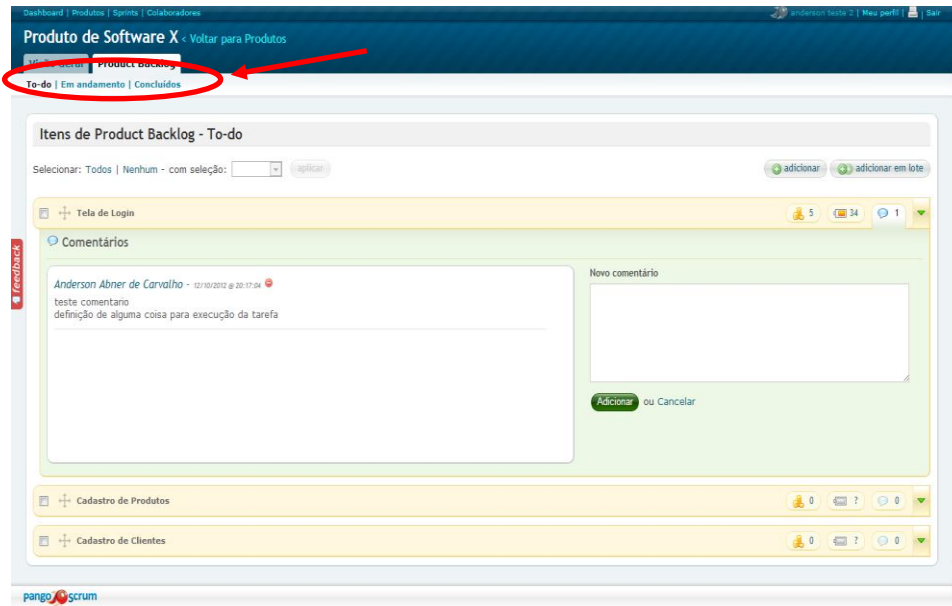 Dashboard | Produtos | Sprints | Colaboradores
anderson teste 2 | Meu perfil | | Sair
Produto de Software X < Voltar para Produtos
Visão Geral Product Backlog
To-do | Em andamento | Concluídos
Itens de Product Backlog - To-do
Selecionar: Todos | Nenhum - com seleção: aplicar
adicionar adicionar em lote
Tela de Login 5 34 1
feedback
Comentários
Anderson Abner de Carvalho - 12/10/2012 @ 20:17:04
teste comentario
definição de alguma coisa para execução da tarefa
Novo comentário
Adicionar ou Cancelar
Cadastro de Produtos 0 ? 0
Cadastro de Clientes 0 ? 0
pango scrum